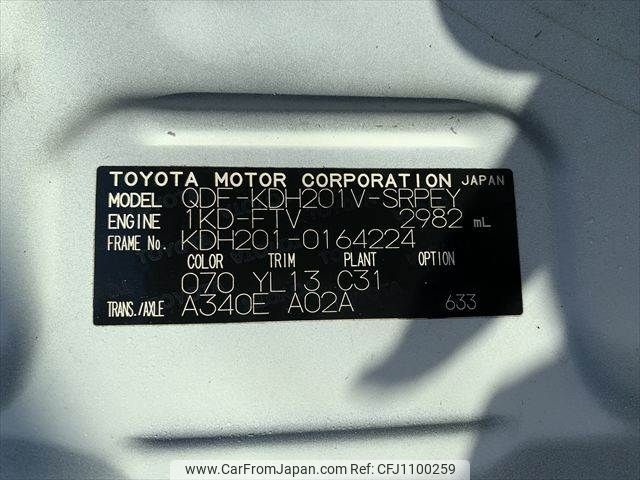 TOYOTA MOTOR CORPORATION JAPAN
MODEL QDF-KDH201V-SRPEY
ENGINE 1KD-FTV 2982 mL
FRAME No. KDH201-0164224
COLOR TRIM PLANT OPTION
070 YL13 C31
TRANS./AXLE A340E A02A 633
www.CarFromJapan.com | Ref. CFJ1100259